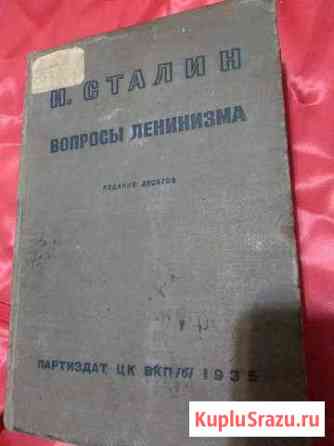 И. СТАЛИН
ВОПРОСЫ ЛЕНИНИЗМА
ИЗДАНИЕ ДЕСЯТОЕ
ПАРТИЗДАТ ЦК ВКП/б/ 1935
KupluSrazu.ru